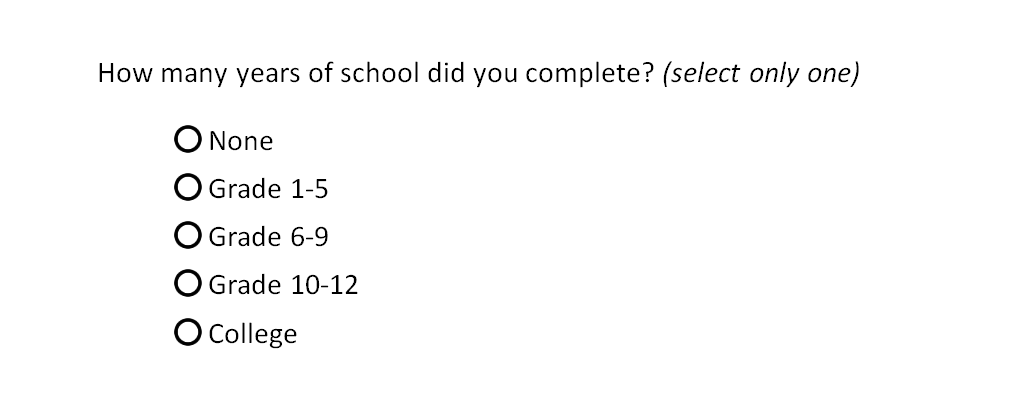 How many years of school did you complete? (select only one)
None
Grade 1-5
Grade 6-9
Grade 10-12
College